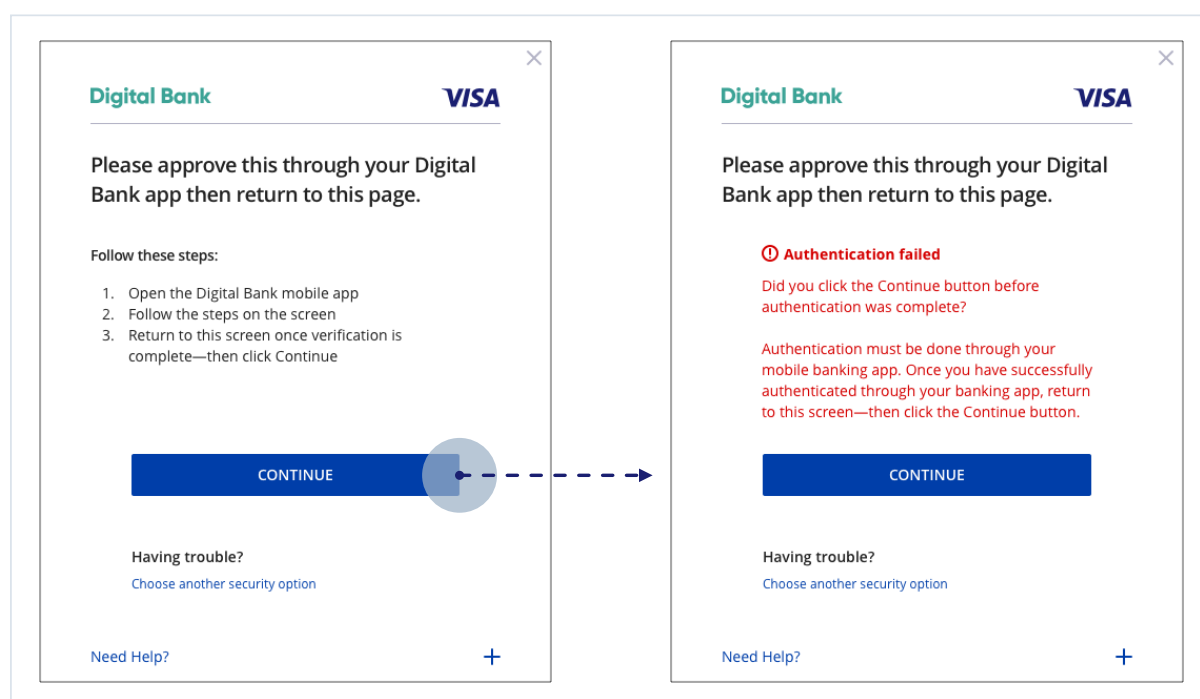 Digital Bank
VISA
Please approve this through your Digital
Bank app then return to this page.
Follow these steps:
1. Open the Digital Bank mobile app
2. Follow the steps on the screen
3. Return to this screen once verification is
complete—then click Continue
CONTINUE
Having trouble?
Choose another security option
Need Help?
Digital Bank
VISA
Please approve this through your Digital
Bank app then return to this page.
Authentication failed
Did you click the Continue button before
authentication was complete?
Authentication must be done through your
mobile banking app. Once you have successfully
authenticated through your banking app, return
to this screen—then click the Continue button.
CONTINUE
Having trouble?
Choose another security option
Need Help?